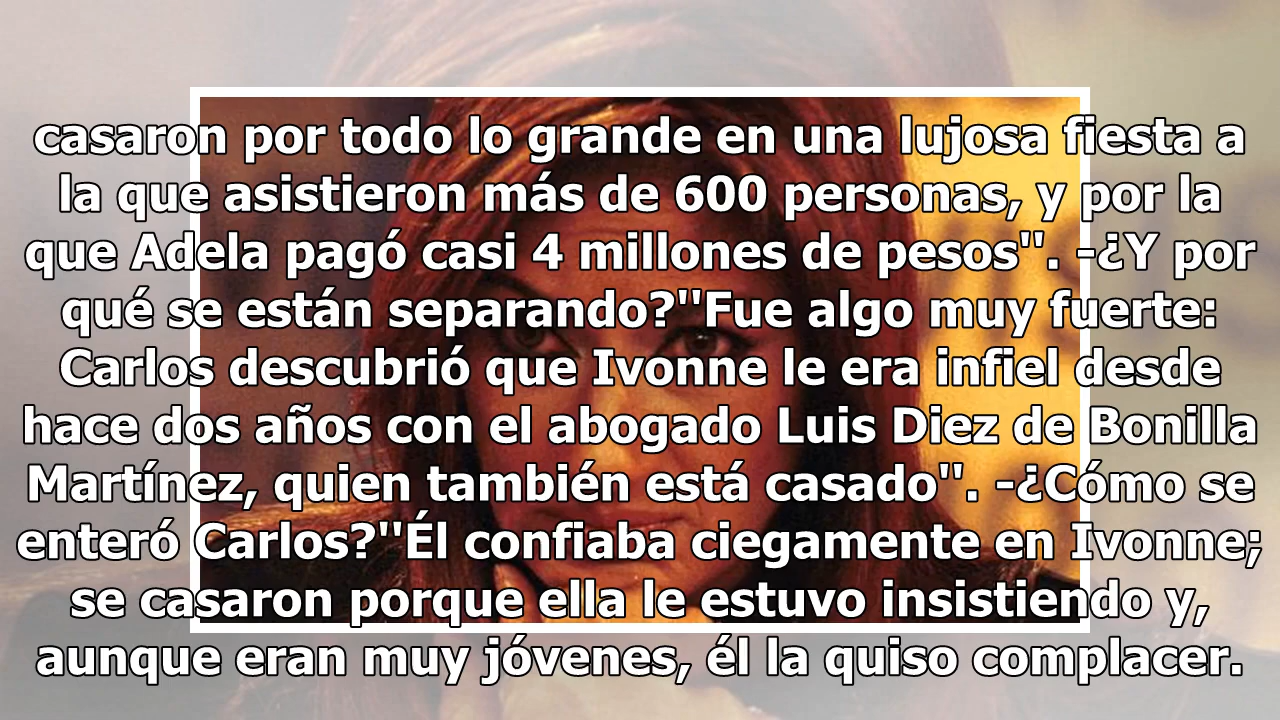 casaron por todo lo grande en una lujosa fiesta a
la que asistieron más de 600 personas, y por la
que Adela pagó casi 4 millones de pesos''. -¿Y por
qué se están separando?''Fue algo muy fuerte:
Carlos descubrió que Ivonne le era infiel desde
hace dos años con el abogado Luis Diez de Bonilla
Martínez, quien también está casado''. -¿Cómo se
enteró Carlos?''Él confiaba ciegamente en Ivonne;
se casaron porque ella le estuvo insistiendo y,
aunque eran muy jóvenes, él la quiso complacer.